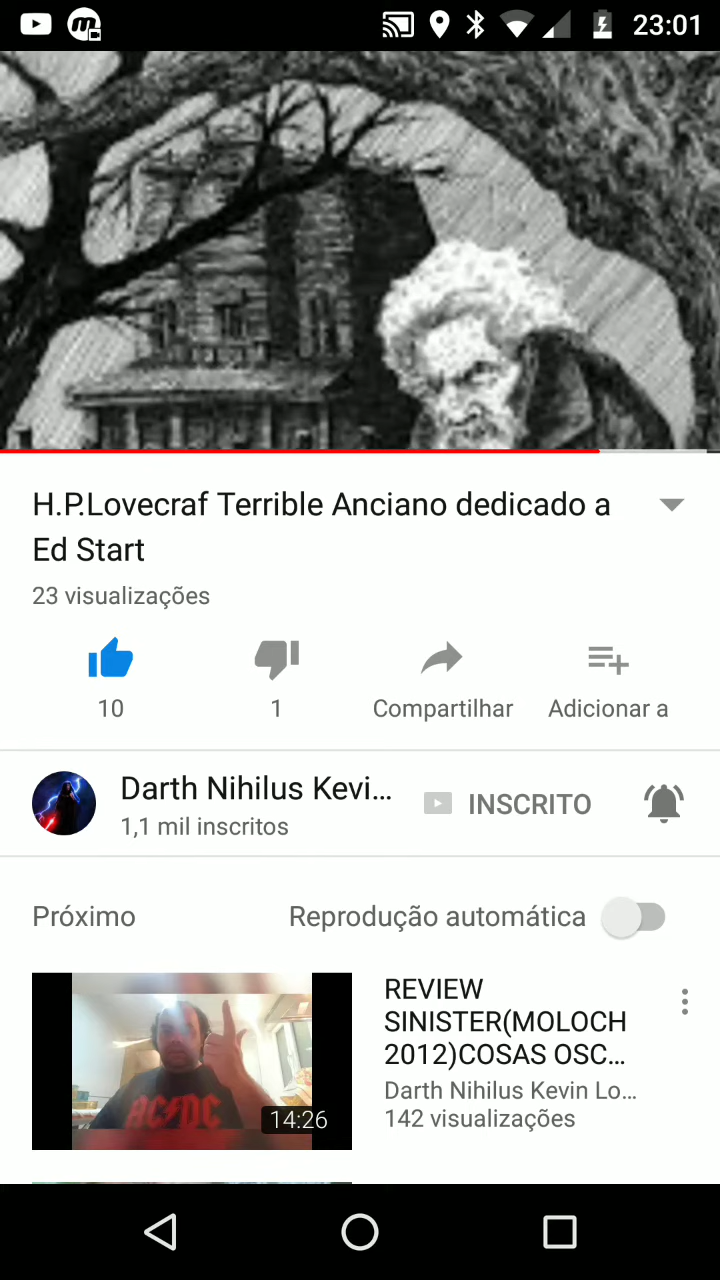 23:01
H.P.Lovecraf Terrible Anciano dedicado a
Ed Start
23 visualizações
10
1
Compartilhar
Adicionar a
Darth Nihilus Kevi...
1,1 mil inscritos
INSCRITO
Próximo
Reprodução automática
REVIEW
SINISTER(MOLOCH
2012)COSAS OSC...
Darth Nihilus Kevin Lo...
142 visualizações
AC/DC
14:26